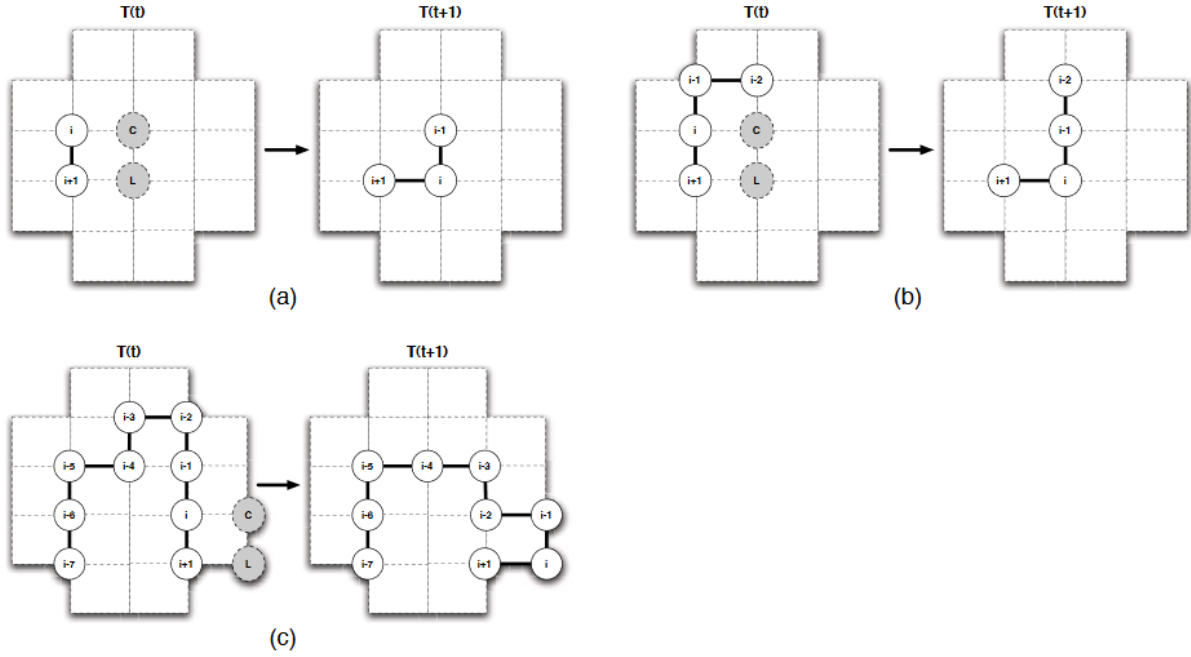 T(t) T(t+1) T(t) T(t+1)
i-1 i-2 i-2
i C i-1 i C i-1
i+1 L i+1 i i+1 L i+1 i
(a) (b)
T(t) T(t+1)
i-3 i-2
i-5 i-4 i-1 i-5 i-4 i-3
i-6 i C i-6 i-2 i-1
i-7 i+1 L i-7 i+1 i
(c)